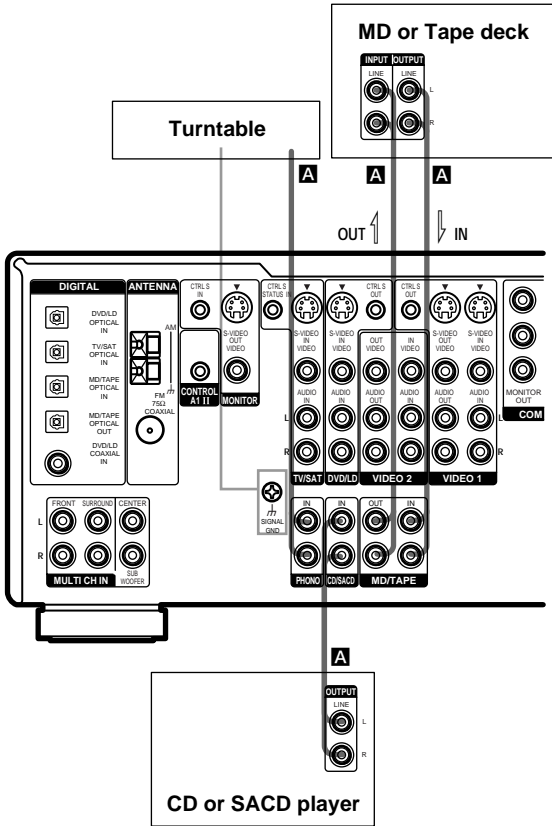 MD or Tape deck
INPUT OUTPUT
LINE LINE
L
R
Turntable
A A A
OUT IN
DIGITAL
DVD/LD OPTICAL IN
TV/SAT OPTICAL IN
MD/TAPE OPTICAL IN
MD/TAPE OPTICAL OUT
DVD/LD COAXIAL IN
ANTENNA
AM
FM 75Ω COAXIAL
CTRL S IN
CONTROL A1 II
S-VIDEO OUT
VIDEO
MONITOR
CTRL S STATUS IN
S-VIDEO IN
VIDEO
AUDIO IN
TV/SAT
S-VIDEO IN
VIDEO
AUDIO IN
DVD/LD
CTRL S OUT
OUT VIDEO
AUDIO OUT
CTRL S OUT
IN VIDEO
AUDIO IN
VIDEO 2
S-VIDEO OUT
VIDEO
AUDIO OUT
S-VIDEO IN
VIDEO
AUDIO IN
VIDEO 1
L
R
L
R
MONITOR OUT
COM
SIGNAL GND
FRONT SURROUND CENTER
L
R
SUB WOOFER
MULTI CH IN
IN IN OUT IN
PHONO CD/SACD MD/TAPE
A
OUTPUT
LINE
L
R
CD or SACD player